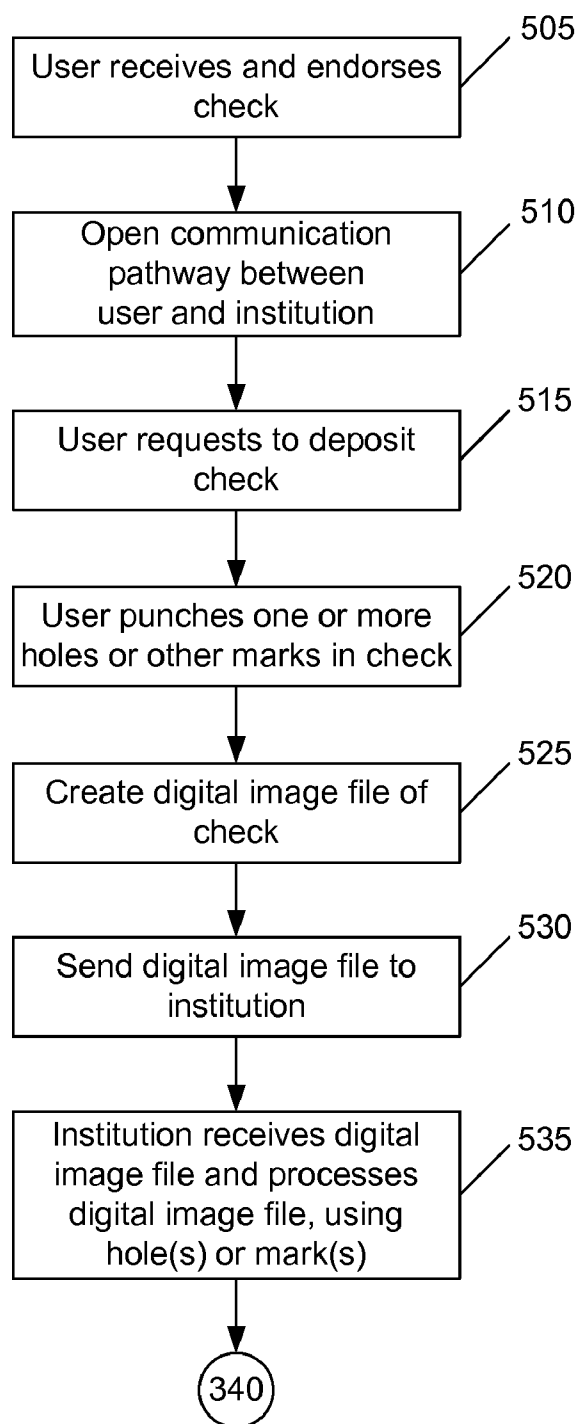 505
User receives and endorses
check
510
Open communication
pathway between
user and institution
515
User requests to deposit
check
520
User punches one or more
holes or other marks in check
525
Create digital image file of
check
530
Send digital image file to
institution
535
Institution receives digital
image file and processes
digital image file, using
hole(s) or mark(s)
340